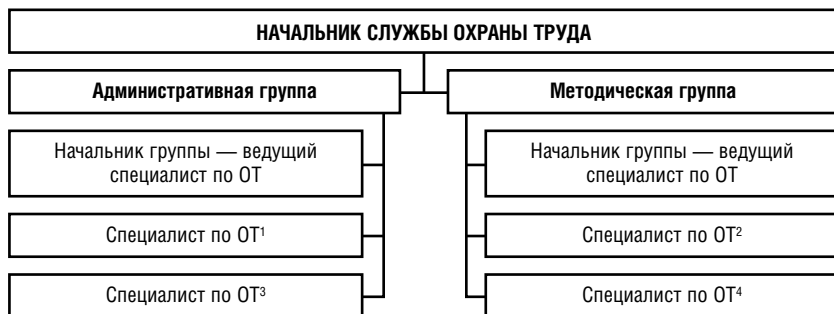 НАЧАЛЬНИК СЛУЖБЫ ОХРАНЫ ТРУДА
Административная группа
Методическая группа
Начальник группы — ведущий
специалист по ОТ
Начальник группы — ведущий
специалист по ОТ
Специалист по ОТ¹
Специалист по ОТ²
Специалист по ОТ³
Специалист по ОТ⁴